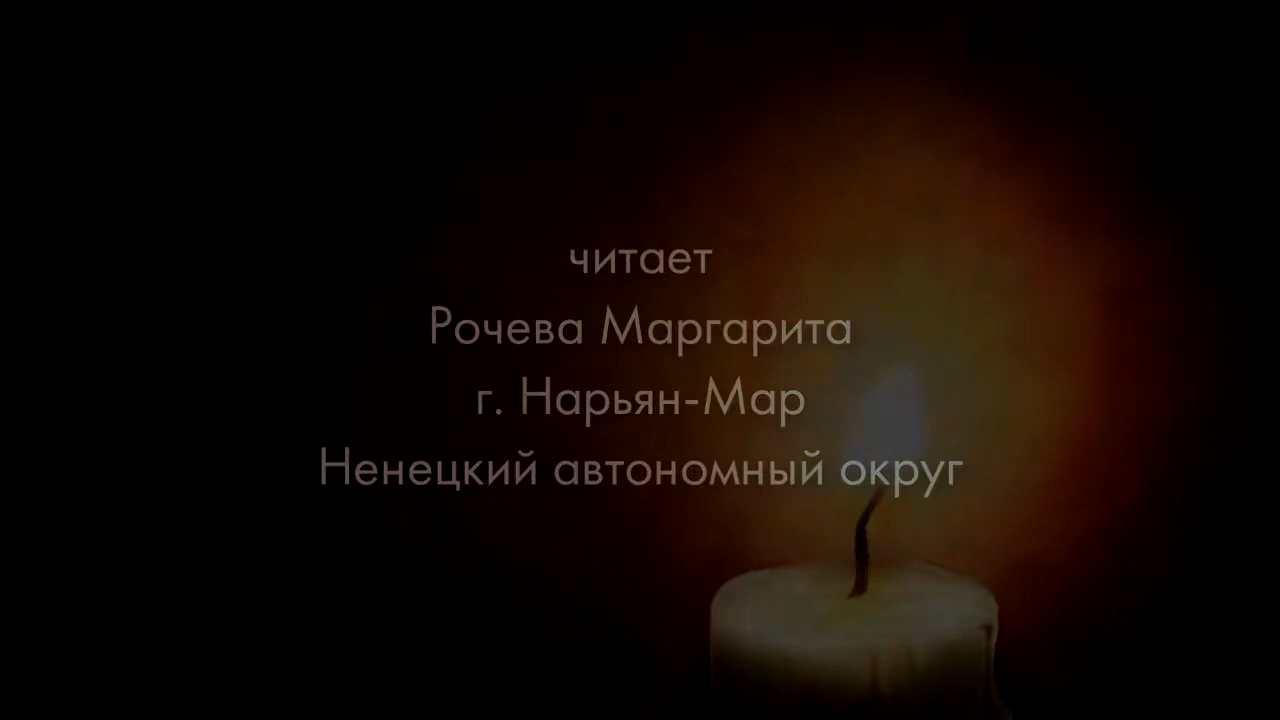 читает
Рочева Маргарита
г. Нарьян-Мар
Ненецкий автономный округ